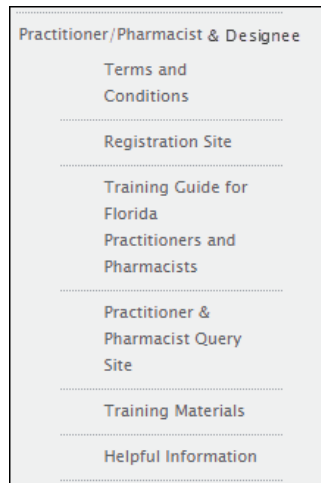 Practitioner/Pharmacist & Designee
Terms and
Conditions
Registration Site
Training Guide for
Florida
Practitioners and
Pharmacists
Practitioner &
Pharmacist Query
Site
Training Materials
Helpful Information